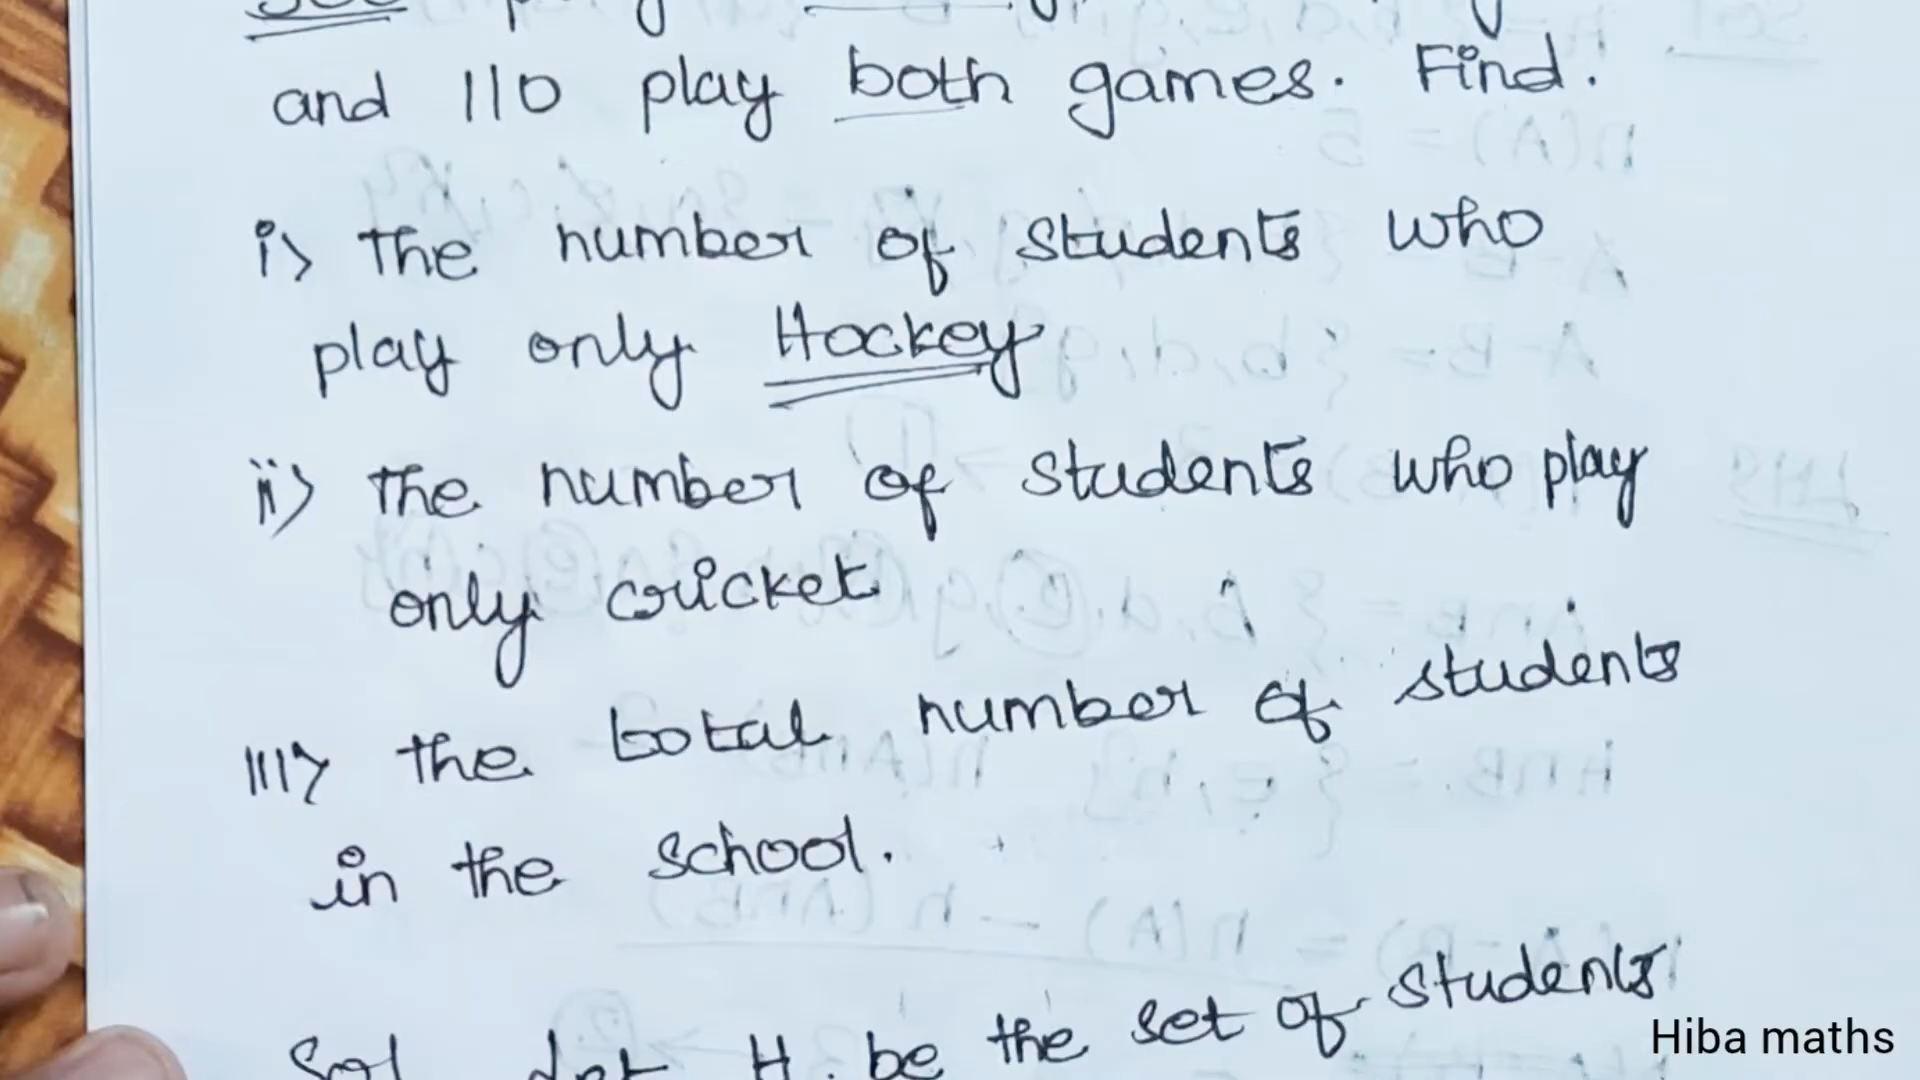 and 110 play both games. Find.
i> The number of students who
play only Hockey
ii> The number of students who play
only cricket
iii> the total number of students
in the school.
Sol Let H be the set of students
Hiba maths